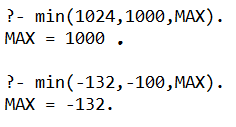 ?- min(1024,1000,MAX).
MAX = 1000 .
?- min(-132,-100,MAX).
MAX = -132.